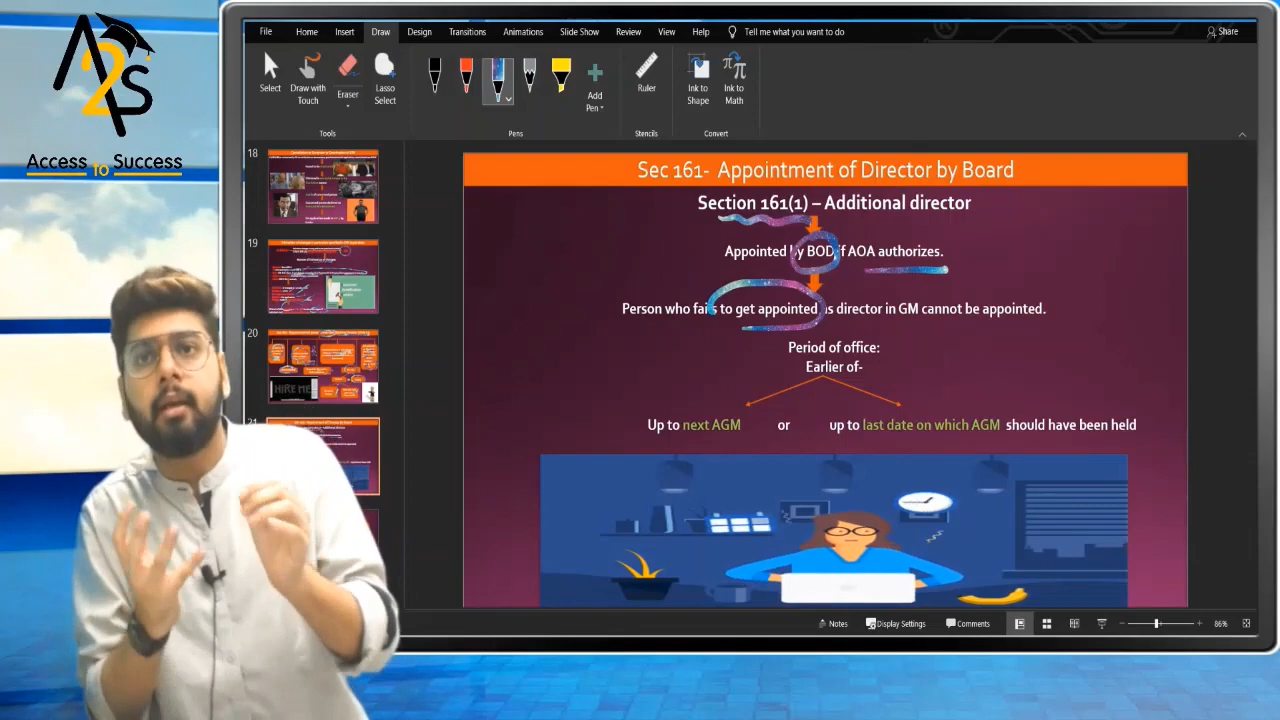 A2S
Access to Success
File Home Insert Draw Design Transitions Animations Slide Show Review View Help Tell me what you want to do Share
Select Draw with Touch Eraser Lasso Select Add Pen Ruler Ink to Shape Ink to Math
Tools Pens Stencils Convert
18
19
20
21
HIRE ME
Sec 161- Appointment of Director by Board
Section 161(1) – Additional director
Appointed by BOD if AOA authorizes.
Person who fails to get appointed as director in GM cannot be appointed.
Period of office:
Earlier of-
Up to next AGM or up to last date on which AGM should have been held
Notes Display Settings Comments 86%